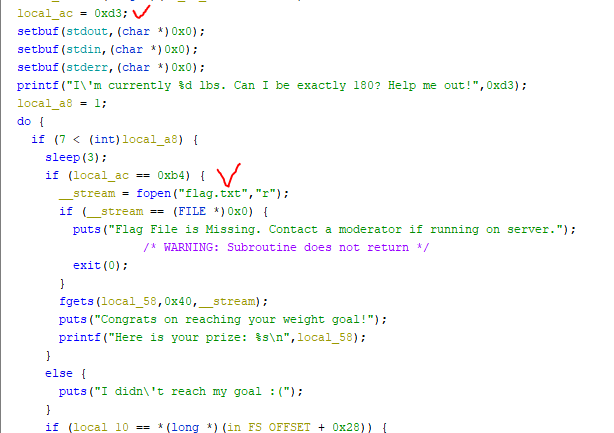 local_ac = 0xd3;
setbuf(stdout,(char *)0x0);
setbuf(stdin,(char *)0x0);
setbuf(stderr,(char *)0x0);
printf("I\'m currently %d lbs. Can I be exactly 180? Help me out!",0xd3);
local_a8 = 1;
do {
if (7 < (int)local_a8) {
sleep(3);
if (local_ac == 0xb4) {
__stream = fopen("flag.txt","r");
if (__stream == (FILE *)0x0) {
puts("Flag File is Missing. Contact a moderator if running on server.");
/* WARNING: Subroutine does not return */
exit(0);
}
fgets(local_58,0x40,__stream);
puts("Congrats on reaching your weight goal!");
printf("Here is your prize: %s\n",local_58);
}
else {
puts("I didn\'t reach my goal :(");
}
if (local_10 == *(long *)(in_FS_OFFSET + 0x28)) {